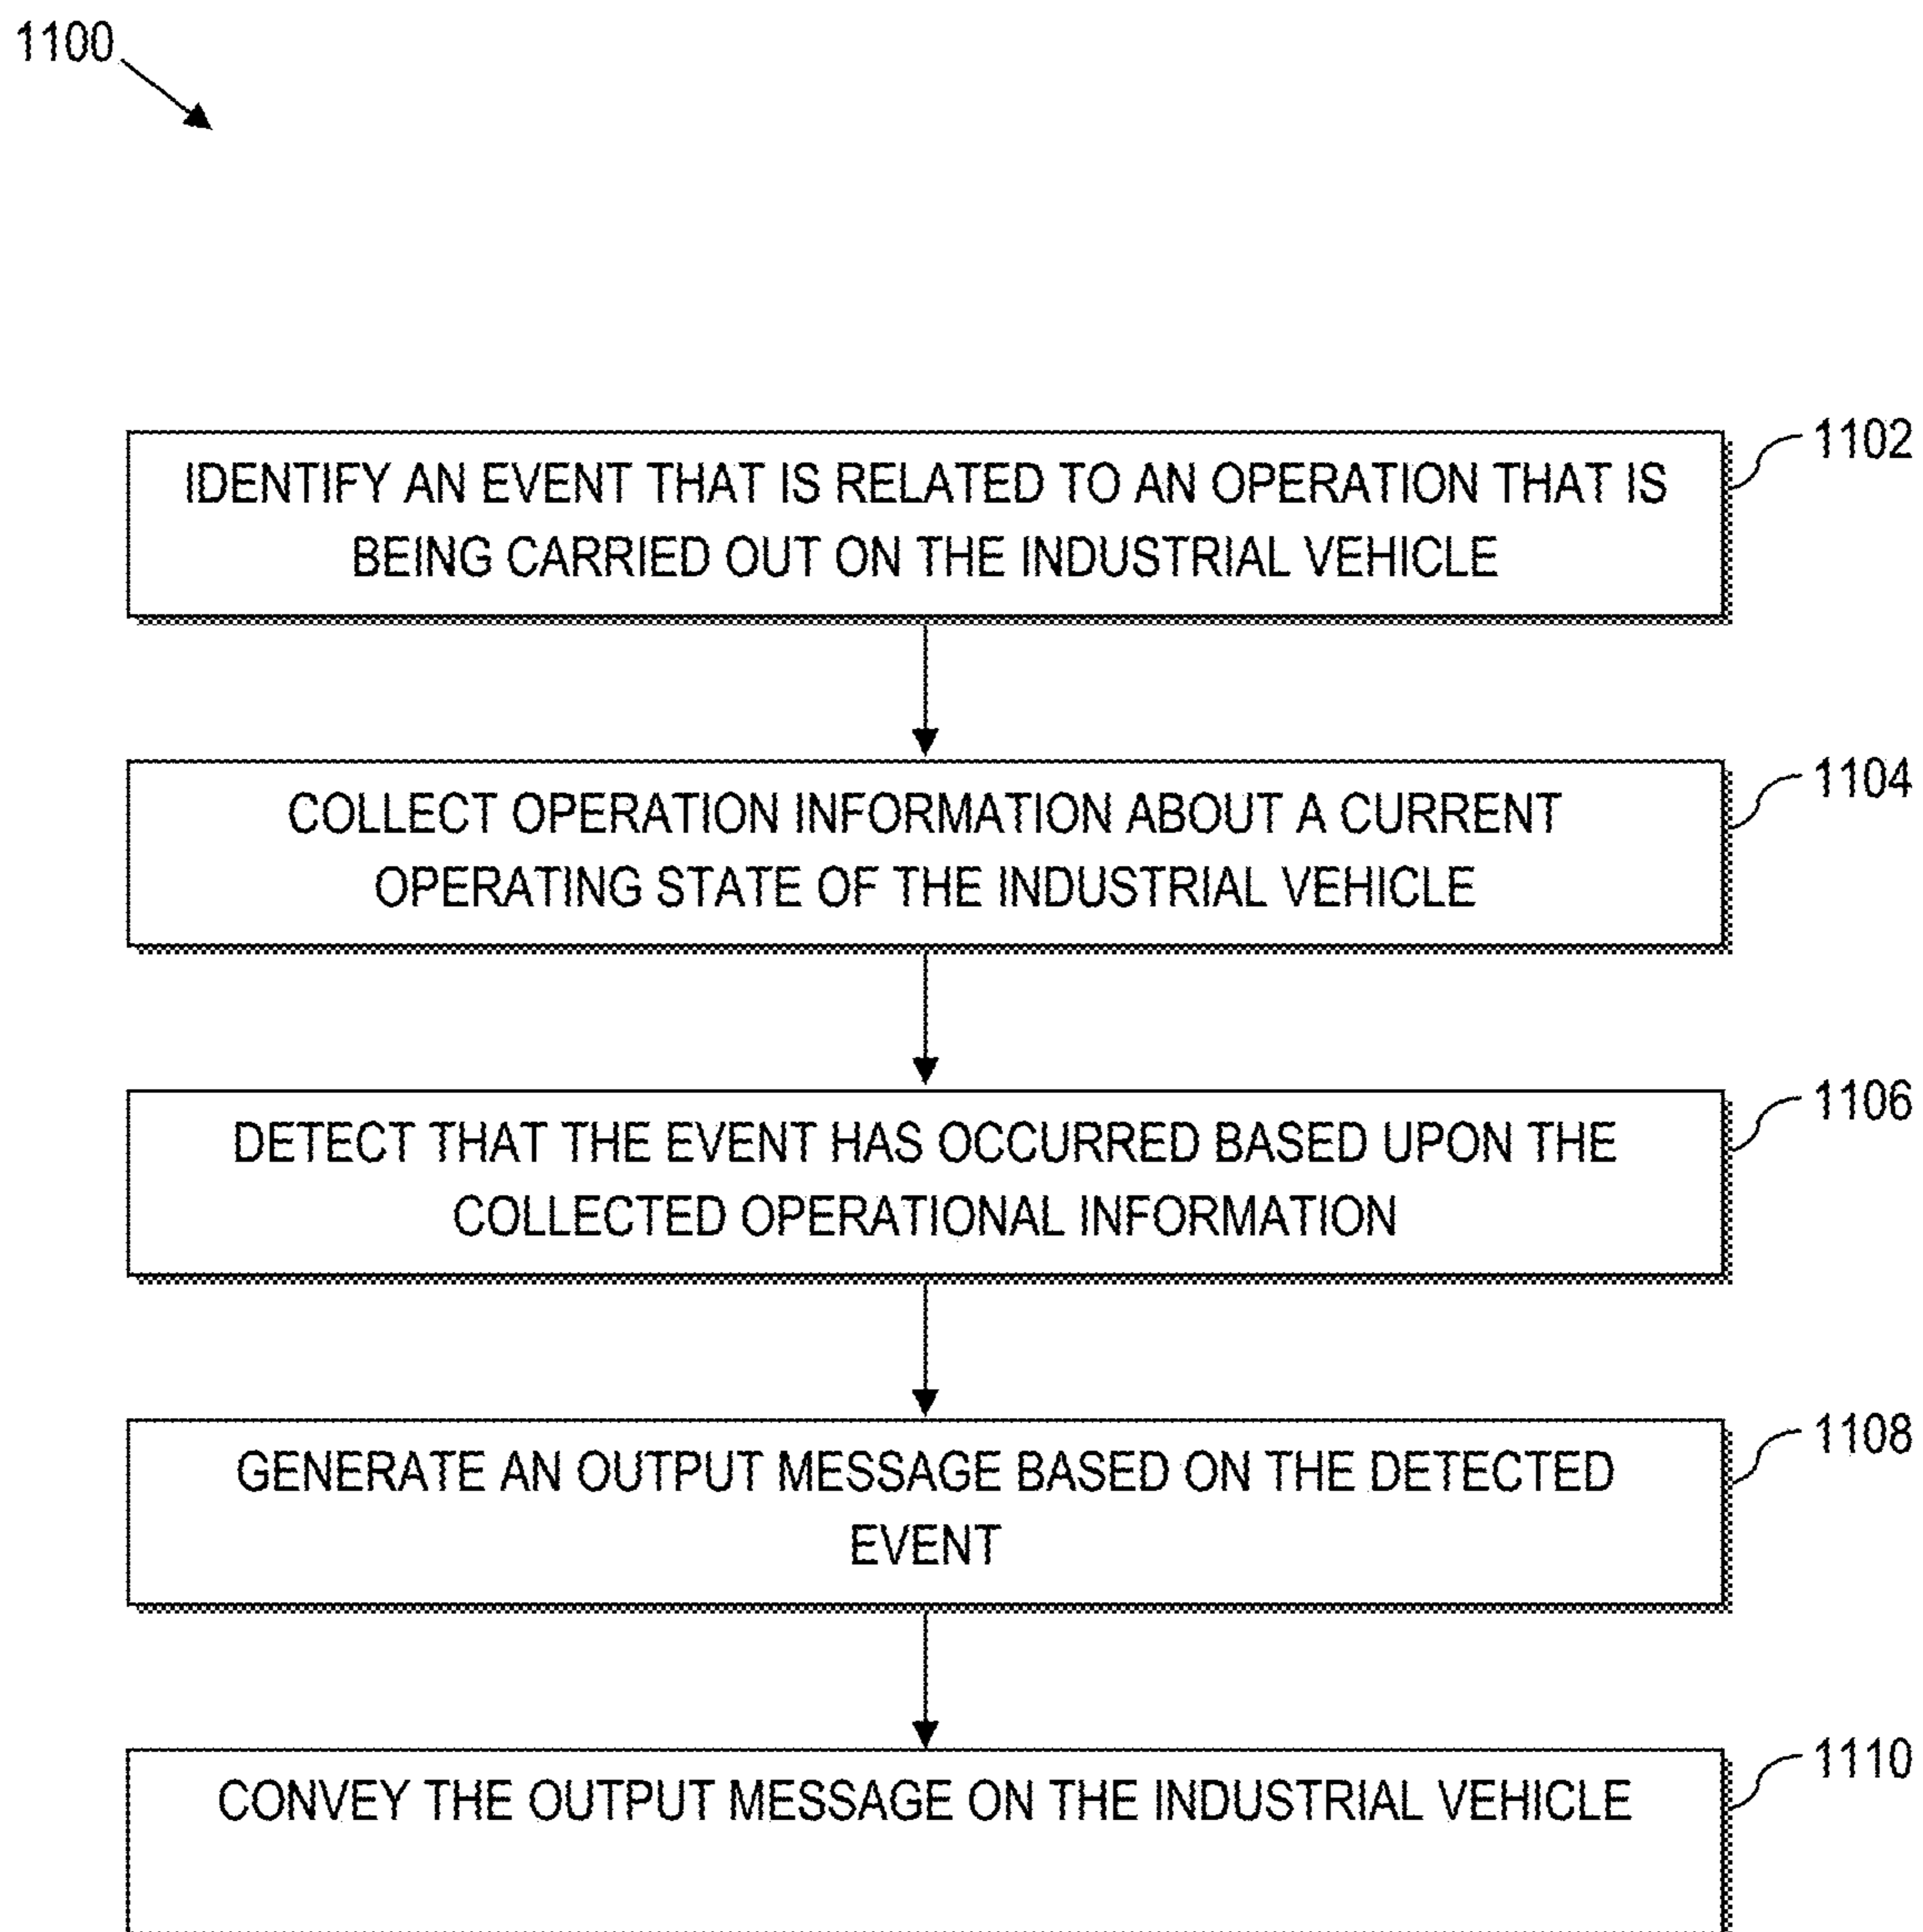 1100
1102
IDENTIFY AN EVENT THAT IS RELATED TO AN OPERATION THAT IS
BEING CARRIED OUT ON THE INDUSTRIAL VEHICLE
1104
COLLECT OPERATION INFORMATION ABOUT A CURRENT
OPERATING STATE OF THE INDUSTRIAL VEHICLE
1106
DETECT THAT THE EVENT HAS OCCURRED BASED UPON THE
COLLECTED OPERATIONAL INFORMATION
1108
GENERATE AN OUTPUT MESSAGE BASED ON THE DETECTED
EVENT
1110
CONVEY THE OUTPUT MESSAGE ON THE INDUSTRIAL VEHICLE